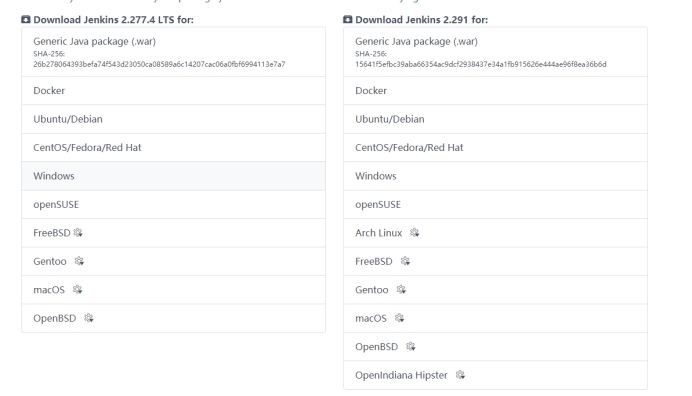 Download Jenkins 2.277.4 LTS for:
Generic Java package (.war)
SHA-256:
26b278064393befa74f543d23050ca08589a6c14207cac06a0fbf6994113e7a7
Docker
Ubuntu/Debian
CentOS/Fedora/Red Hat
Windows
openSUSE
FreeBSD
Gentoo
macOS
OpenBSD
Download Jenkins 2.291 for:
Generic Java package (.war)
SHA-256:
15641f5efbc39aba66354ac9dcf2938437e34a1fb915626e444ae96f8ea36b6d
Docker
Ubuntu/Debian
CentOS/Fedora/Red Hat
Windows
openSUSE
Arch Linux
FreeBSD
Gentoo
macOS
OpenBSD
OpenIndiana Hipster